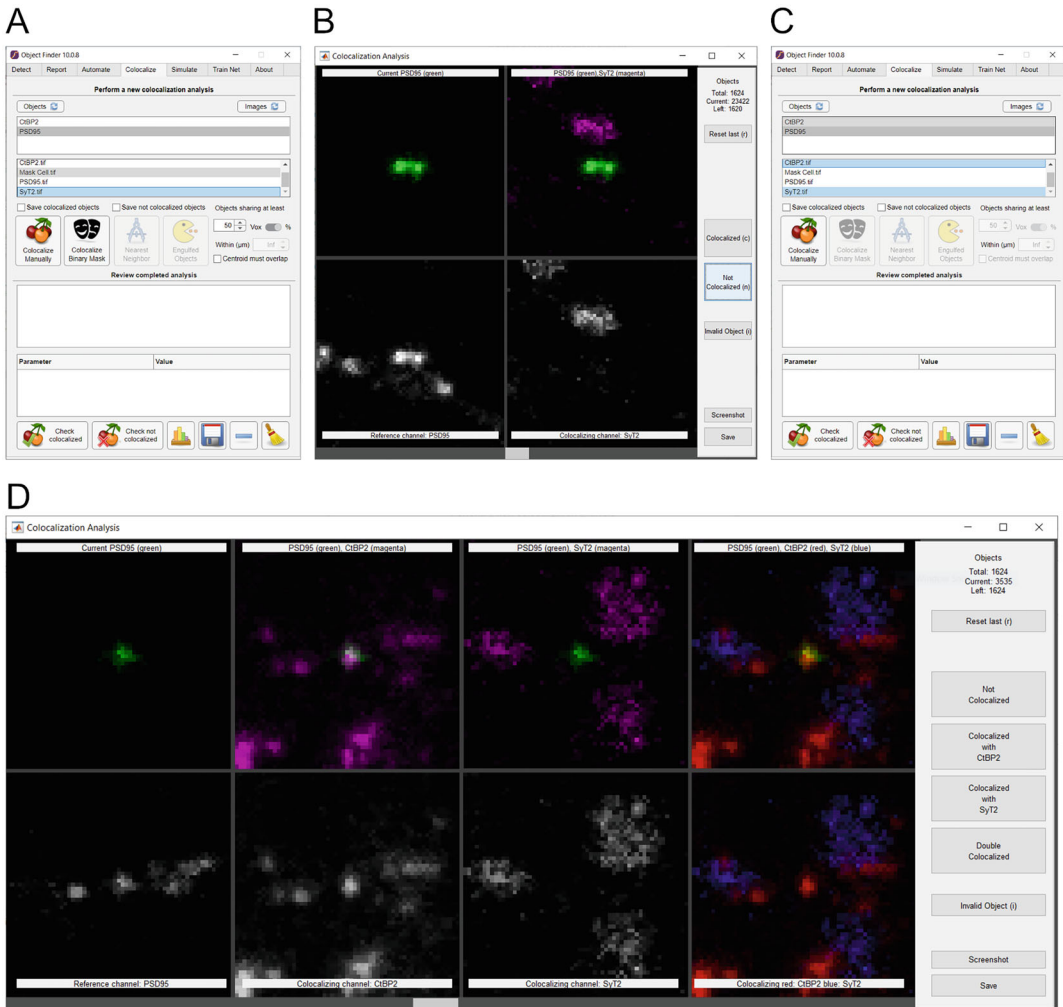 A
Object Finder 10.0.8
Detect Report Automate Colocalize Simulate Train Net About
Perform a new colocalization analysis
Objects Images
CtBP2
PSD95
CtBP2.tif
Mask Cell.tif
PSD95.tif
SyT2.tif
Save colocalized objects Save not colocalized objects Objects sharing at least
50 Vox %
Colocalize Manually
Colocalize Binary Mask
Nearest Neighbor
Engulfed Objects
Within (µm) Inf
Centroid must overlap
Review completed analysis
Parameter Value
Check colocalized
Check not colocalized
B
Colocalization Analysis
Current PSD95 (green)
PSD95 (green),SyT2 (magenta)
Reference channel: PSD95
Colocalizing channel: SyT2
Objects
Total: 1624
Current: 23422
Left: 1620
Reset last (r)
Colocalized (c)
Not
Colocalized (n)
Invalid Object (i)
Screenshot
Save
C
Object Finder 10.0.8
Detect Report Automate Colocalize Simulate Train Net About
Perform a new colocalization analysis
Objects Images
CtBP2
PSD95
CtBP2.tif
Mask Cell.tif
PSD95.tif
SyT2.tif
Save colocalized objects Save not colocalized objects Objects sharing at least
50 Vox %
Colocalize Manually
Colocalize Binary Mask
Nearest Neighbor
Engulfed Objects
Within (µm) Inf
Centroid must overlap
Review completed analysis
Parameter Value
Check colocalized
Check not colocalized
D
Colocalization Analysis
Current PSD95 (green)
PSD95 (green), CtBP2 (magenta)
PSD95 (green), SyT2 (magenta)
PSD95 (green), CtBP2 (red), SyT2 (blue)
Reference channel: PSD95
Colocalizing channel: CtBP2
Colocalizing channel: SyT2
Colocalizing red: CtBP2 blue: SyT2
Objects
Total: 1624
Current: 3535
Left: 1624
Reset last (r)
Not
Colocalized
Colocalized
with
CtBP2
Colocalized
with
SyT2
Double
Colocalized
Invalid Object (i)
Screenshot
Save